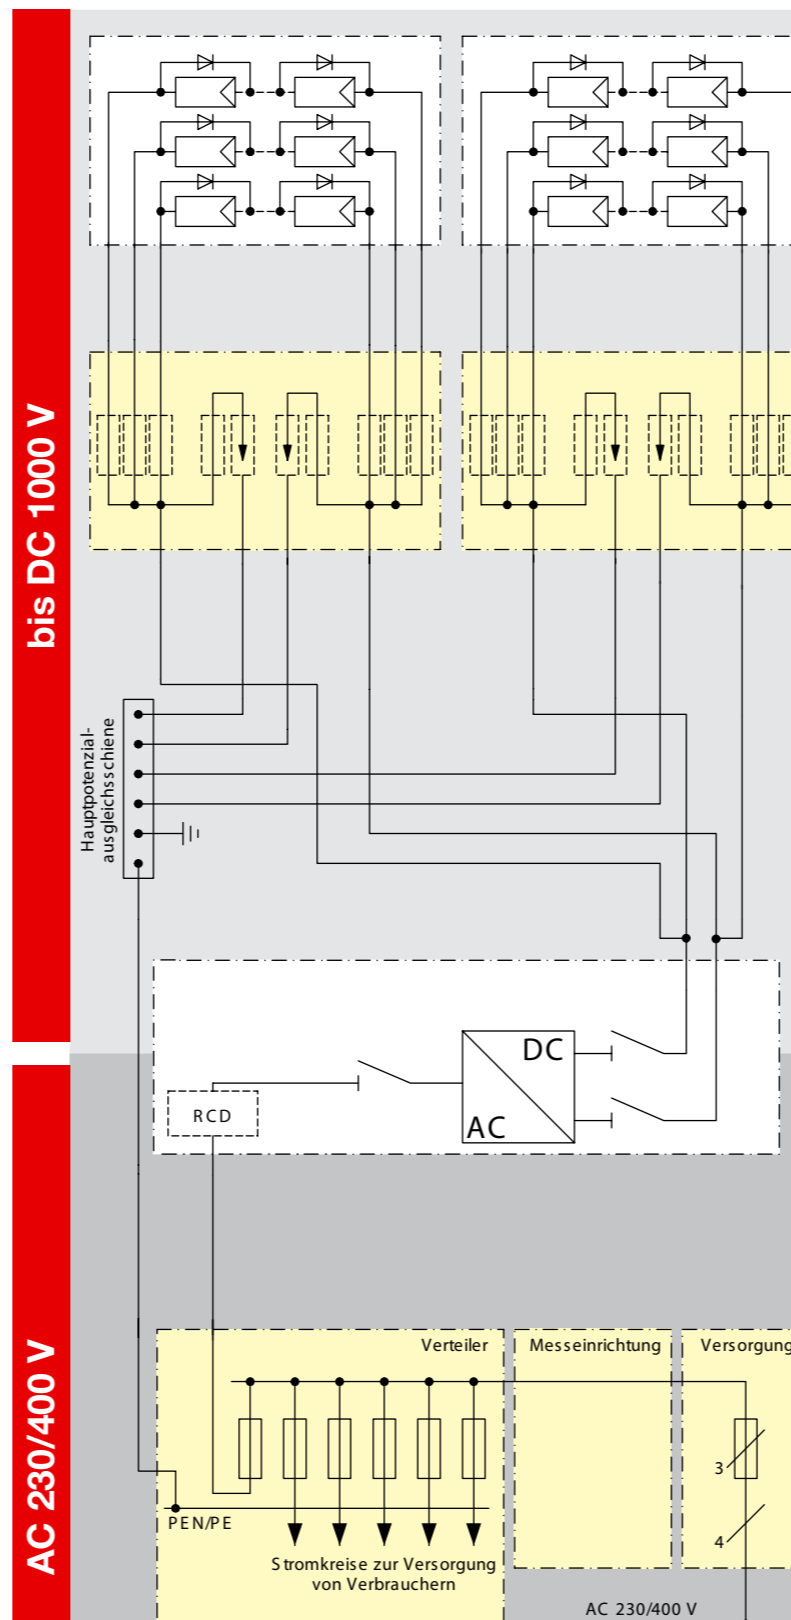 bis DC 1000 V
Hauptpotenzial-
ausgleichsschiene
DC
AC
RCD
AC 230/400 V
Verteiler
Messeinrichtung
Versorgung
3
4
PEN/PE
Stromkreise zur Versorgung
von Verbrauchern
AC 230/400 V